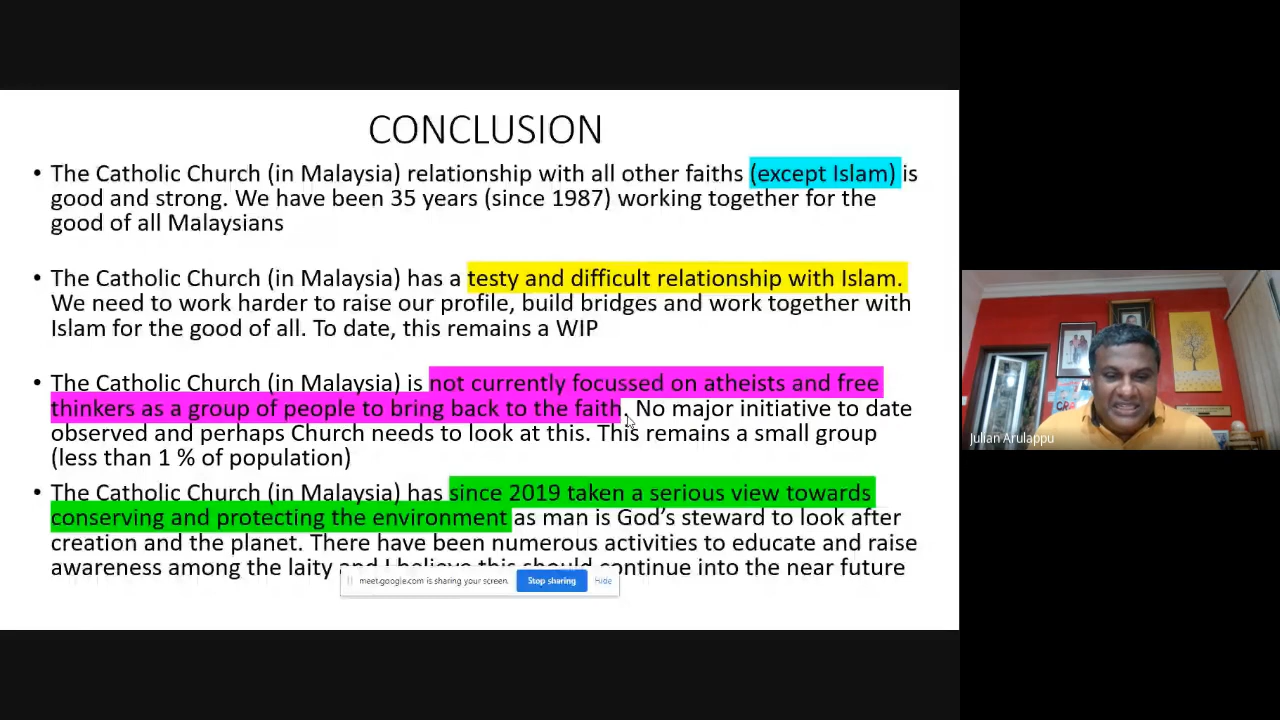 CONCLUSION
• The Catholic Church (in Malaysia) relationship with all other faiths (except Islam) is
good and strong. We have been 35 years (since 1987) working together for the
good of all Malaysians
• The Catholic Church (in Malaysia) has a testy and difficult relationship with Islam.
We need to work harder to raise our profile, build bridges and work together with
Islam for the good of all. To date, this remains a WIP
• The Catholic Church (in Malaysia) is not currently focussed on atheists and free
thinkers as a group of people to bring back to the faith. No major initiative to date
observed and perhaps Church needs to look at this. This remains a small group
(less than 1 % of population)
• The Catholic Church (in Malaysia) has since 2019 taken a serious view towards
conserving and protecting the environment as man is God's steward to look after
creation and the planet. There have been numerous activities to educate and raise
awareness among the laity and I believe this should continue into the near future
meet.google.com is sharing your screen. Stop sharing Hide
Julian Arulappu